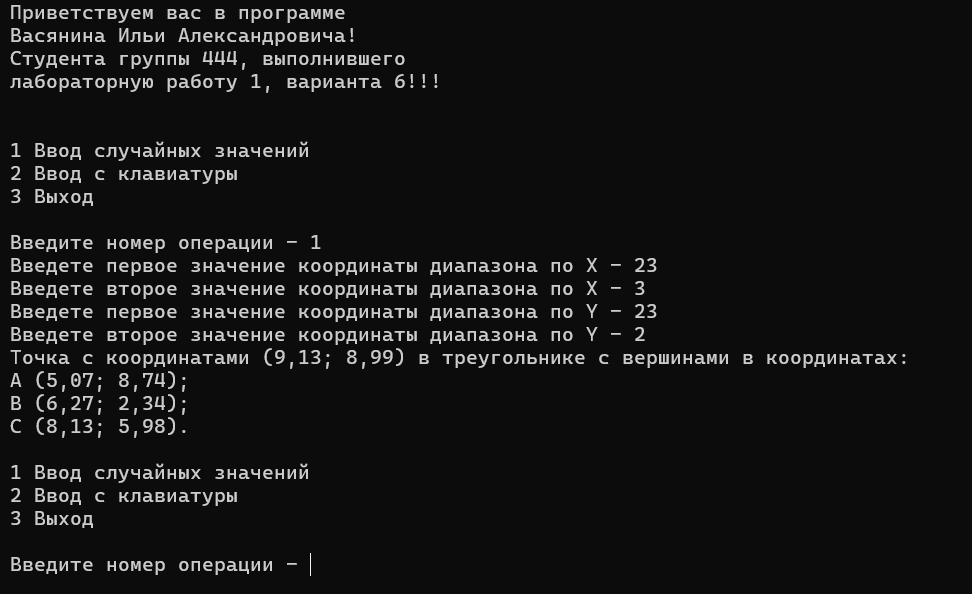 Приветствуем вас в программе
Васянина Ильи Александровича!
Студента группы 444, выполнившего
лабораторную работу 1, варианта 6!!!
1 Ввод случайных значений
2 Ввод с клавиатуры
3 Выход
Введите номер операции – 1
Введете первое значение координаты диапазона по X – 23
Введете второе значение координаты диапазона по X – 3
Введете первое значение координаты диапазона по Y – 23
Введете второе значение координаты диапазона по Y – 2
Точка с координатами (9,13; 8,99) в треугольнике с вершинами в координатах:
A (5,07; 8,74);
B (6,27; 2,34);
C (8,13; 5,98).
1 Ввод случайных значений
2 Ввод с клавиатуры
3 Выход
Введите номер операции –